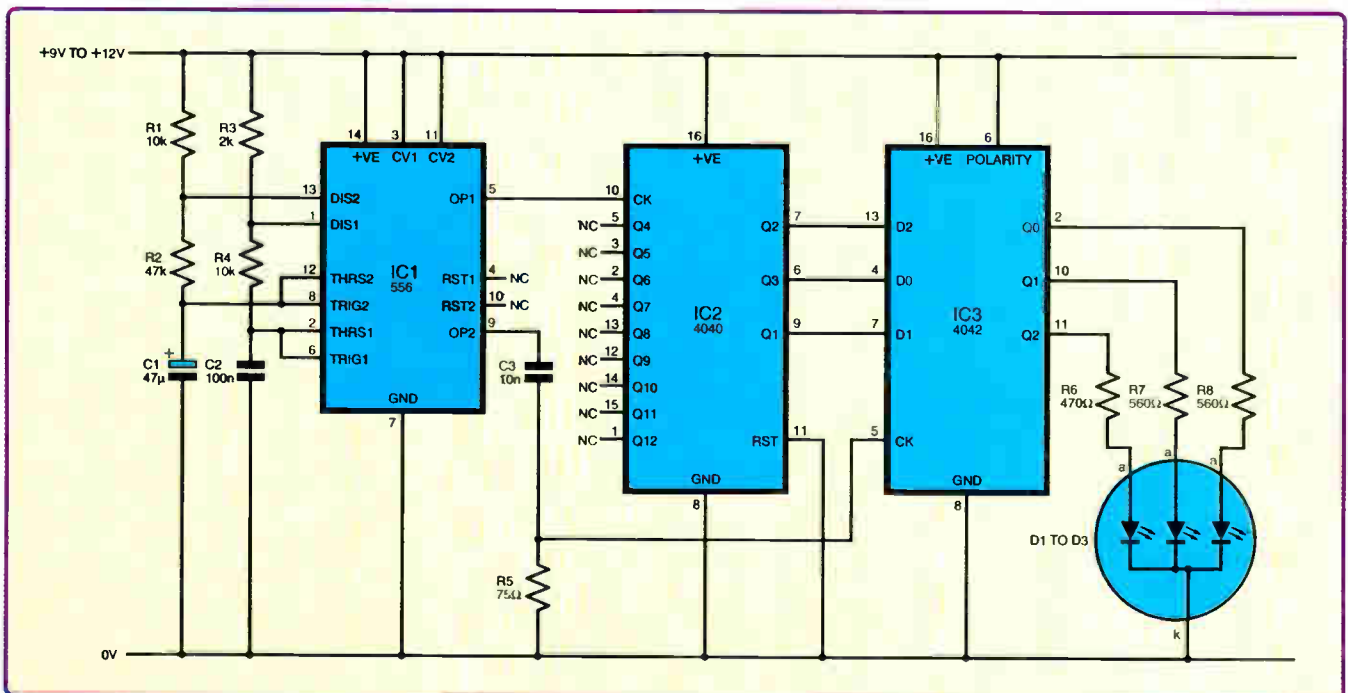 +9V TO +12V
R1
10k
R3
2k
R2
47k
R4
10k
C1
47µ
+
C2
100n
14
3
11
+VE
CV1
CV2
13
DIS2
OP1
5
1
DIS1
12
THRS2
RST1
4
NC
8
TRIG2
RST2
10
NC
2
THRS1
OP2
9
6
TRIG1
IC1
556
GND
7
C3
10n
R5
75Ω
16
+VE
10
CK
NC
5
Q4
Q2
7
NC
3
Q5
NC
2
Q6
Q3
6
NC
4
Q7
NC
13
Q8
Q1
9
NC
12
Q9
NC
14
Q10
NC
15
Q11
RST
11
NC
1
Q12
IC2
4040
GND
8
16
6
+VE
POLARITY
13
D2
Q0
2
4
D0
Q1
10
7
D1
Q2
11
IC3
4042
5
CK
GND
8
R6
470Ω
R7
560Ω
R8
560Ω
a
a
a
D1 TO D3
k
0V